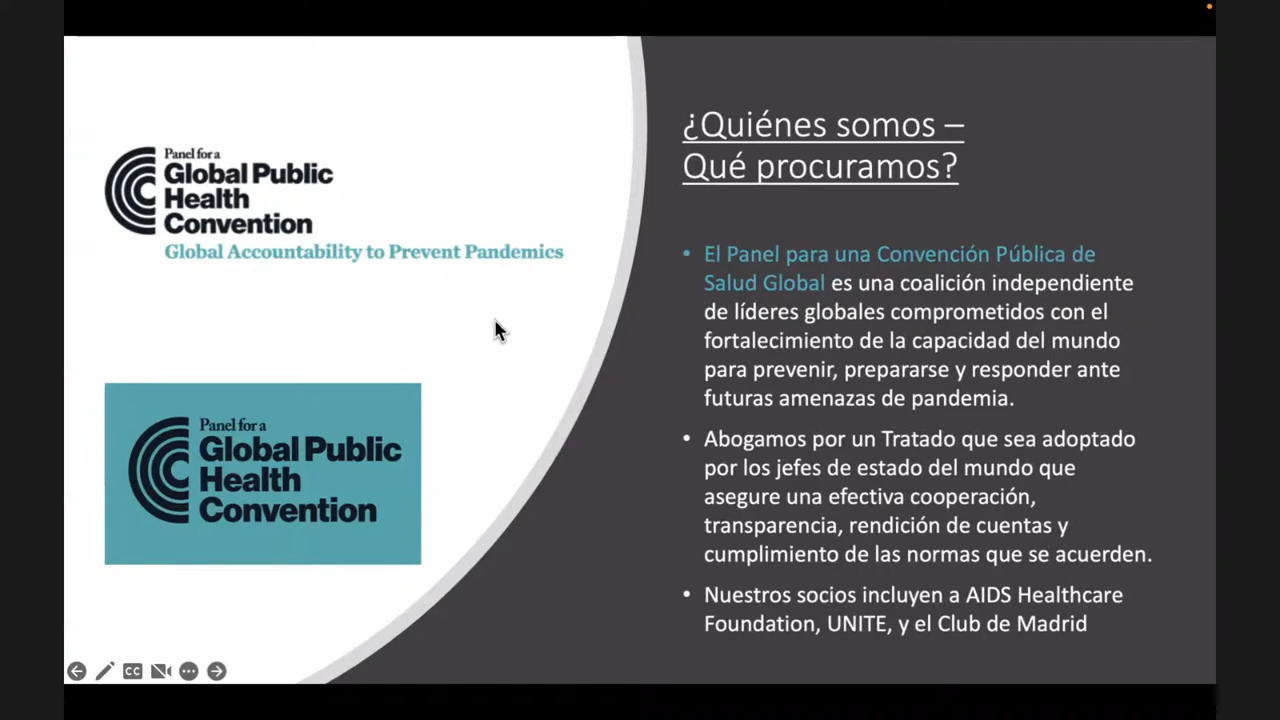 Panel for a
Global Public
Health
Convention
Global Accountability to Prevent Pandemics
Panel for a
Global Public
Health
Convention
CC
¿Quiénes somos –
Qué procuramos?
• El Panel para una Convención Pública de
Salud Global es una coalición independiente
de líderes globales comprometidos con el
fortalecimiento de la capacidad del mundo
para prevenir, prepararse y responder ante
futuras amenazas de pandemia.
• Abogamos por un Tratado que sea adoptado
por los jefes de estado del mundo que
asegure una efectiva cooperación,
transparencia, rendición de cuentas y
cumplimiento de las normas que se acuerden.
• Nuestros socios incluyen a AIDS Healthcare
Foundation, UNITE, y el Club de Madrid